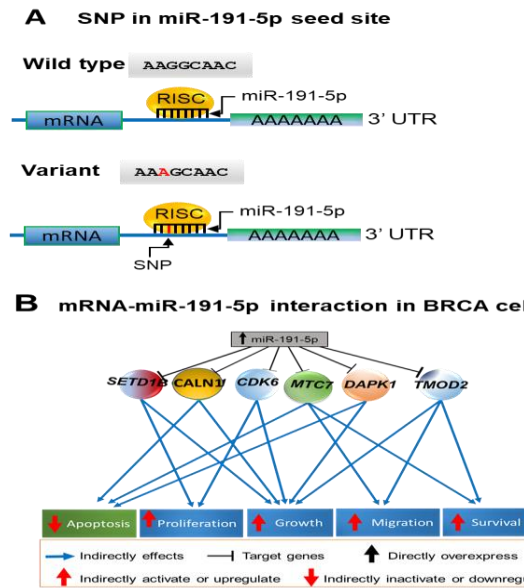 A SNP in miR-191-5p seed site
Wild type AAGGCAAC
RISC
miR-191-5p
mRNA
AAAAAAA 3’ UTR
Variant AAAGCAAC
RISC
miR-191-5p
mRNA
AAAAAAA 3’ UTR
SNP
B mRNA-miR-191-5p interaction in BRCA cel
miR-191-5p
SETD1B CALN1 CDK6 MTC7 DAPK1 TMOD2
Apoptosis Proliferation Growth Migration Survival
Indirectly effects Target genes Directly overexpress
Indirectly activate or upregulate Indirectly inactivate or downreg